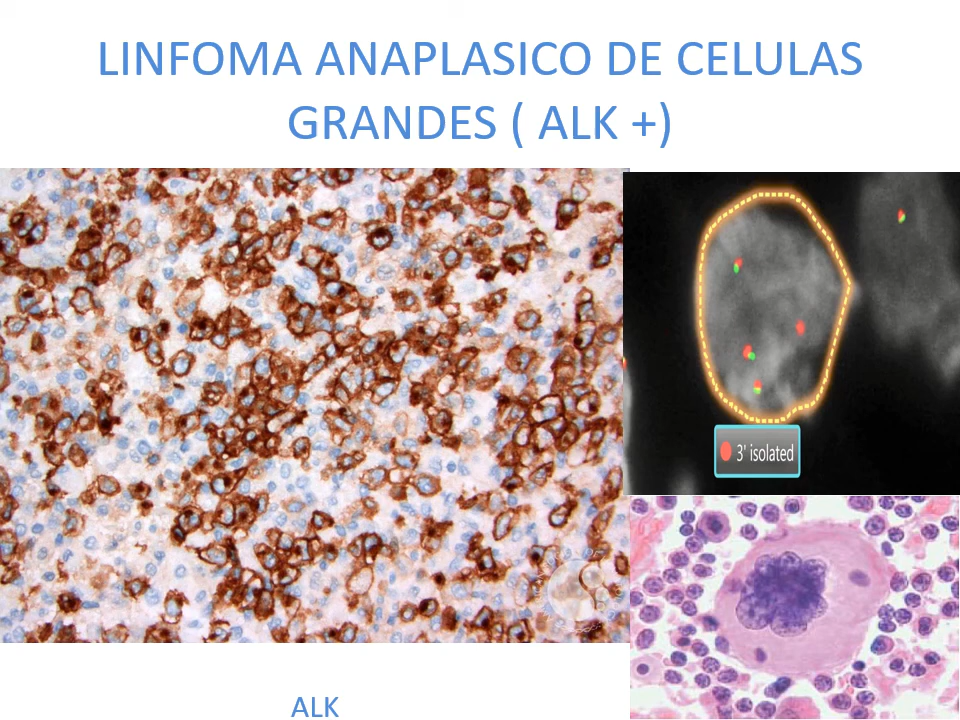 LINFOMA ANAPLASICO DE CELULAS
GRANDES ( ALK +)
3' isolated
ALK